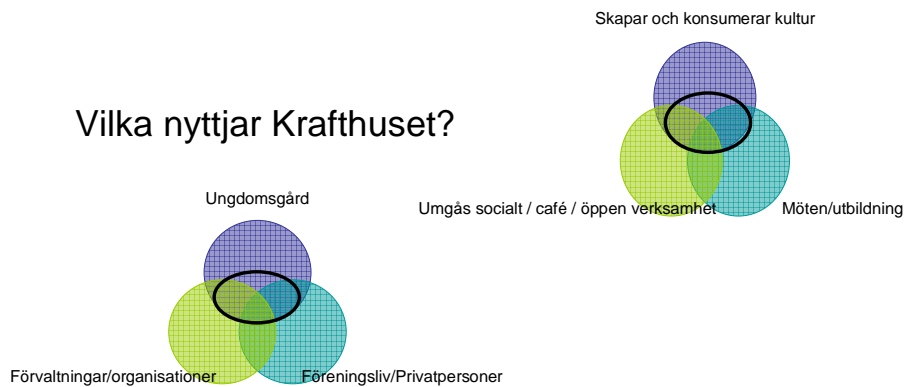 Skapar och konsumerar kultur
Vilka nyttjar Krafthuset?
Ungdomsgård
Umgås socialt / café / öppen verksamhet
Möten/utbildning
Förvaltningar/organisationer
Föreningsliv/Privatpersoner